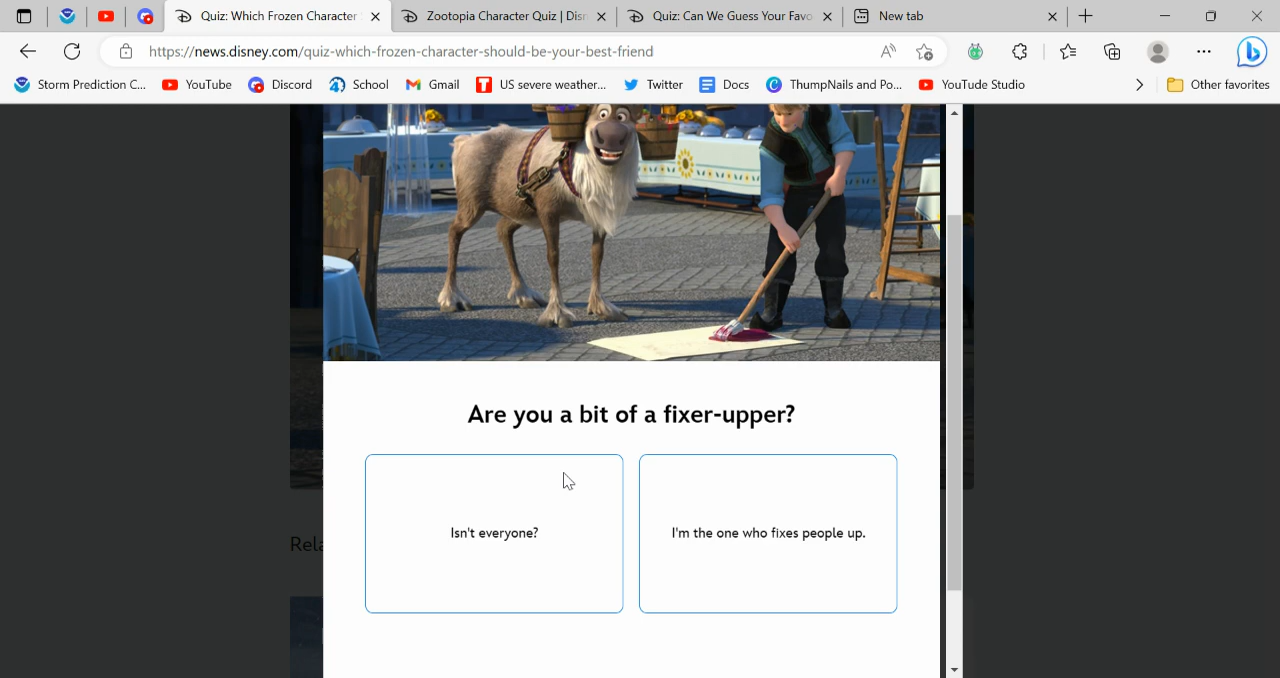 Quiz: Which Frozen Character
Zootopia Character Quiz | Disn
Quiz: Can We Guess Your Favo
New tab
https://news.disney.com/quiz-which-frozen-character-should-be-your-best-friend
Storm Prediction C...
YouTube
Discord
School
Gmail
US severe weather...
Twitter
Docs
ThumpNails and Po...
YouTude Studio
Other favorites
Are you a bit of a fixer-upper?
Isn't everyone?
I'm the one who fixes people up.
Rela